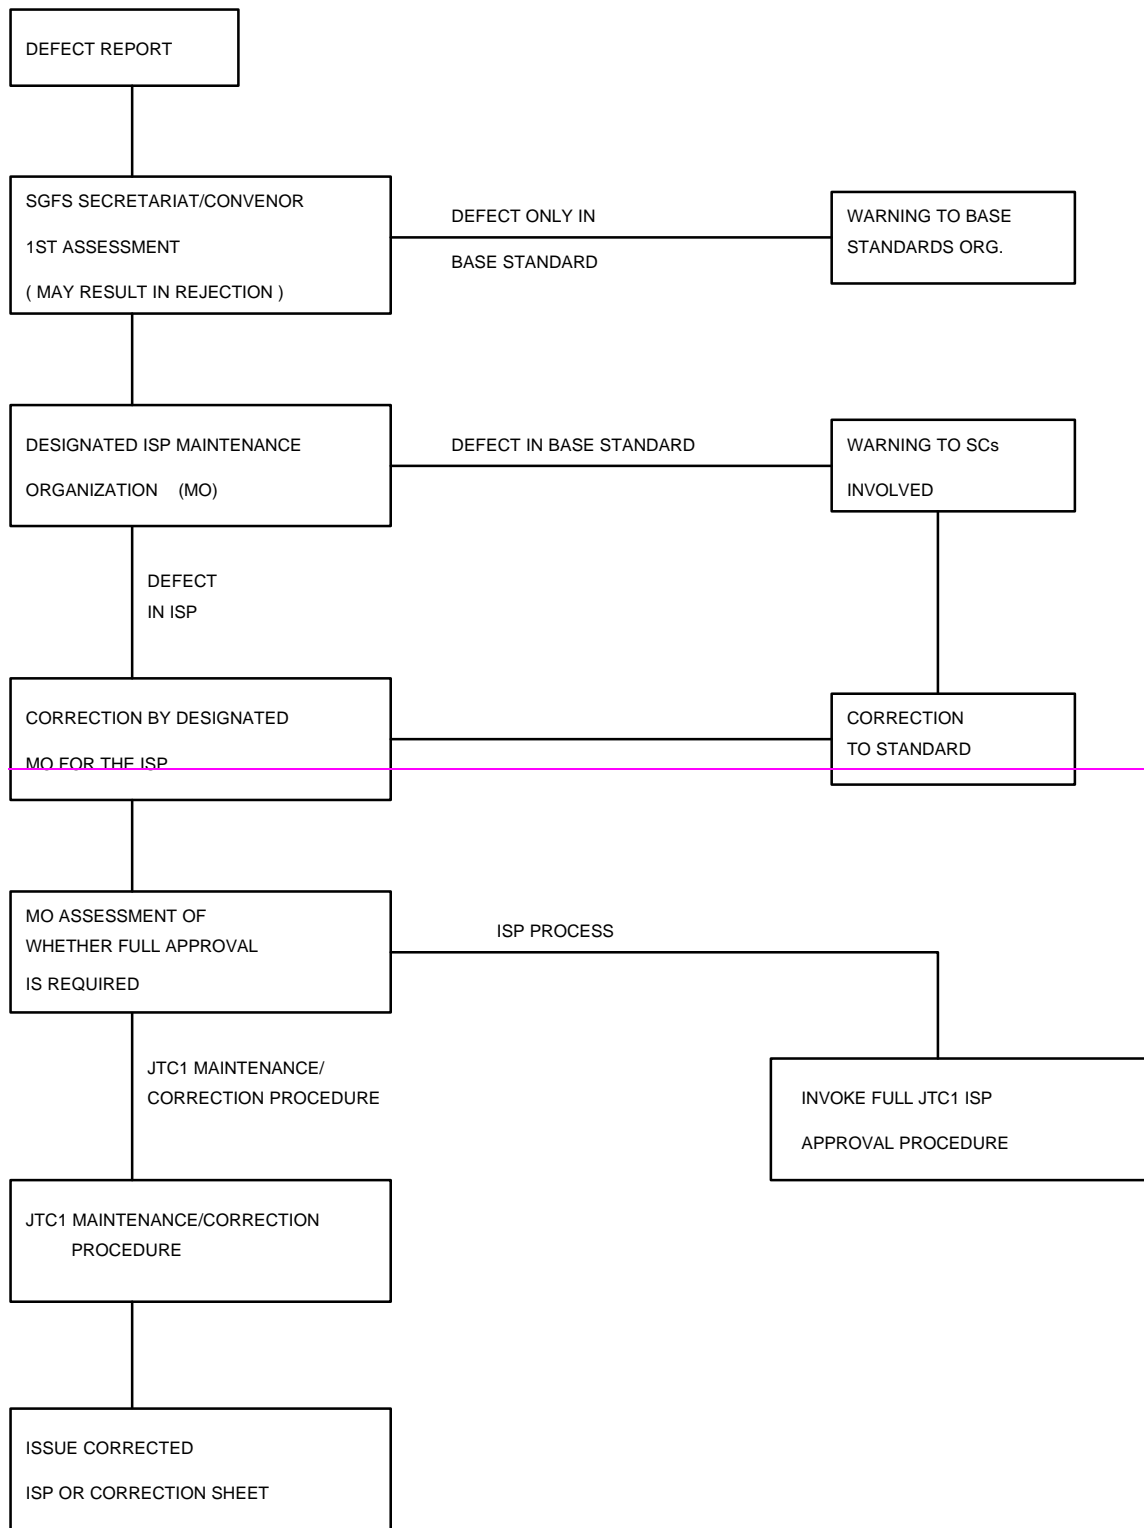 DEFECT REPORT
SGFS SECRETARIAT/CONVENOR
1ST ASSESSMENT
( MAY RESULT IN REJECTION )
DEFECT ONLY IN
BASE STANDARD
WARNING TO BASE
STANDARDS ORG.
DESIGNATED ISP MAINTENANCE
ORGANIZATION (MO)
DEFECT IN BASE STANDARD
WARNING TO SCs
INVOLVED
DEFECT
IN ISP
CORRECTION BY DESIGNATED
MO FOR THE ISP
CORRECTION
TO STANDARD
MO ASSESSMENT OF
WHETHER FULL APPROVAL
IS REQUIRED
ISP PROCESS
JTC1 MAINTENANCE/
CORRECTION PROCEDURE
INVOKE FULL JTC1 ISP
APPROVAL PROCEDURE
JTC1 MAINTENANCE/CORRECTION
PROCEDURE
ISSUE CORRECTED
ISP OR CORRECTION SHEET